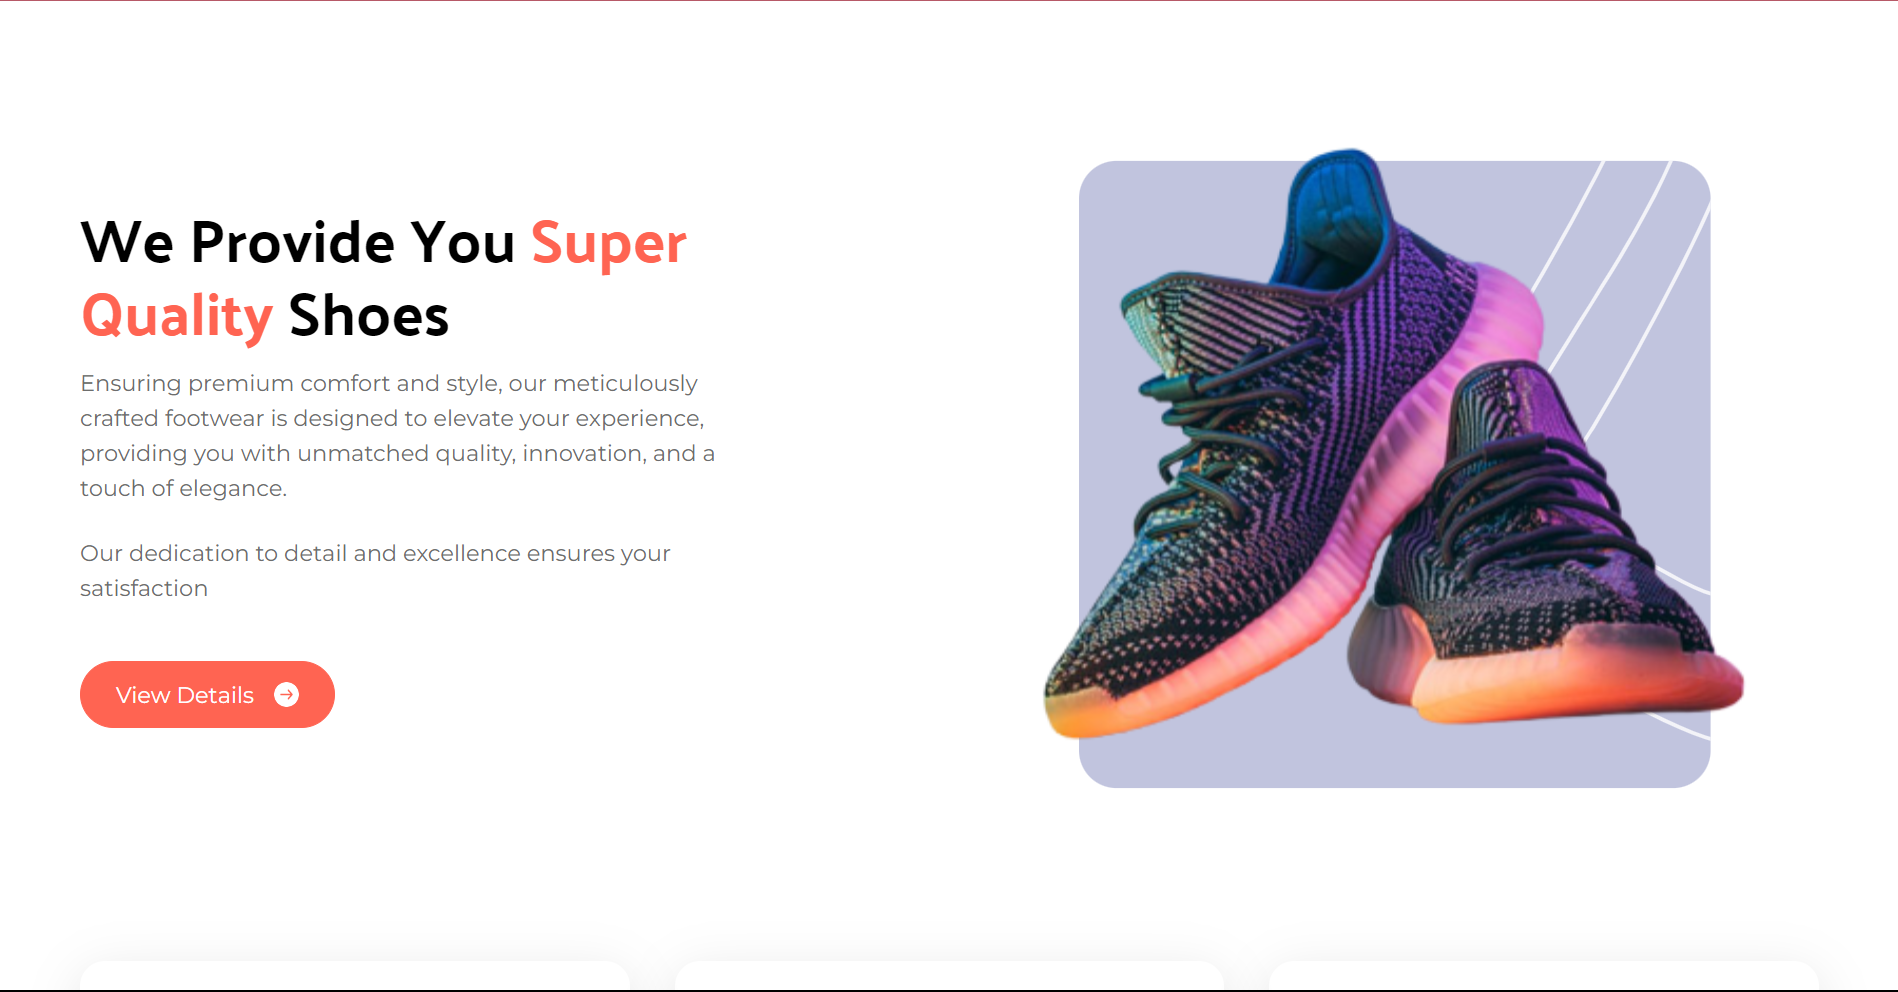 We Provide You Super
Quality Shoes
Ensuring premium comfort and style, our meticulously
crafted footwear is designed to elevate your experience,
providing you with unmatched quality, innovation, and a
touch of elegance.
Our dedication to detail and excellence ensures your
satisfaction
View Details